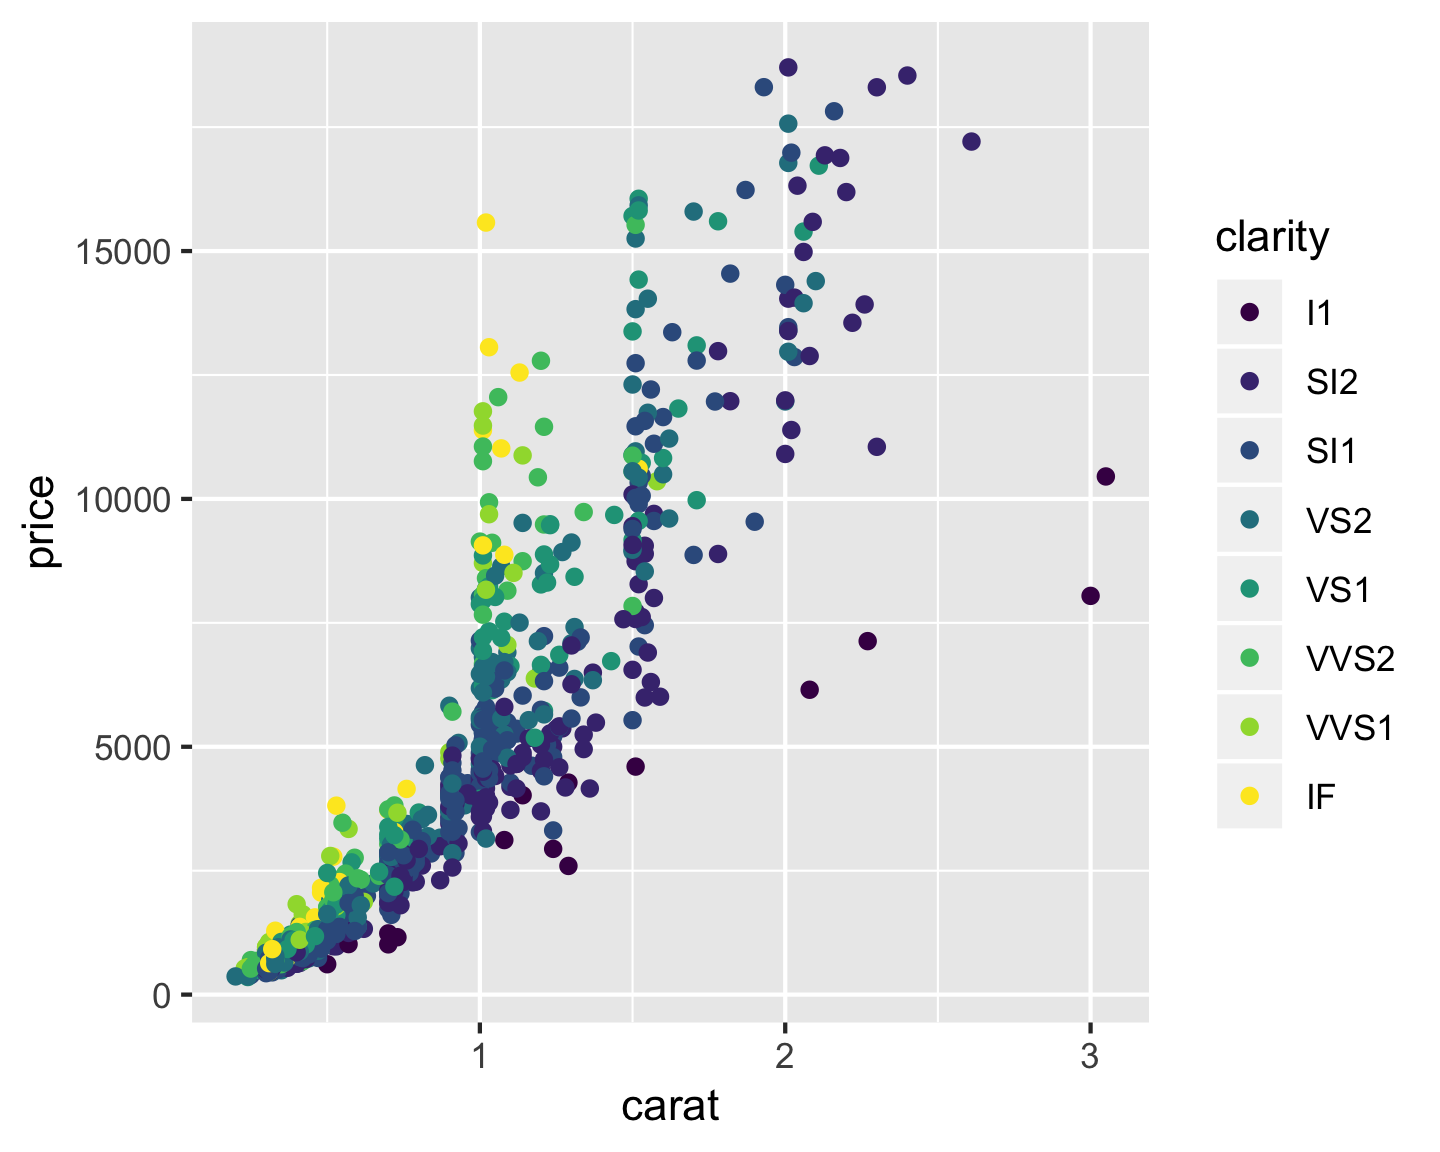 price
15000
10000
5000
0
1 2 3
carat
clarity
I1
SI2
SI1
VS2
VS1
VVS2
VVS1
IF